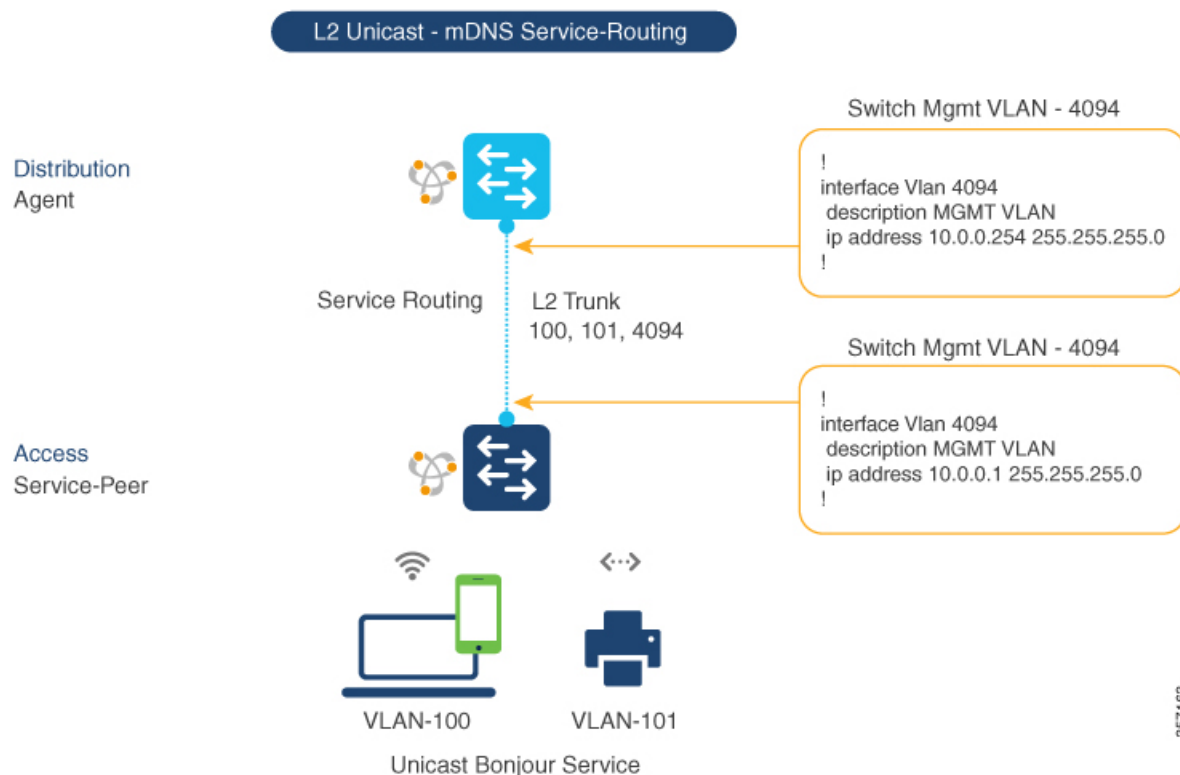 L2 Unicast - mDNS Service-Routing
Switch Mgmt VLAN - 4094
!
interface Vlan 4094
description MGMT VLAN
ip address 10.0.0.254 255.255.255.0
!
Distribution
Agent
Service Routing
L2 Trunk
100, 101, 4094
Switch Mgmt VLAN - 4094
!
interface Vlan 4094
description MGMT VLAN
ip address 10.0.0.1 255.255.255.0
!
Access
Service-Peer
VLAN-100
VLAN-101
Unicast Bonjour Service